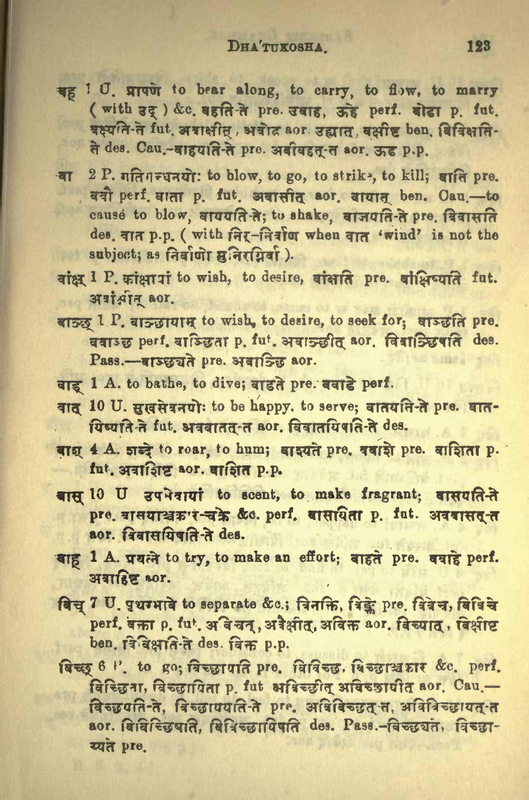 DHA'TUKOSHA. 123
वह् 1 U. प्रापणे to bear along, to carry, to flow, to marry
( with उद् ) &c. वहति-ते pre. उवाह, ऊहे perf. वोढा p. fut.
वक्ष्यति-ते fut. अवाक्षीत्, अवोढ aor. उह्यात्, वक्षीष्ट ben. विविक्षति-
ते des. Cau.-वाहयति-ते pre. अवीवहत्-त aor. ऊढ p.p.
वा 2 P. गतिगन्धनयोः to blow, to go, to strike, to kill; वाति pre.
ववौ perf. वाता p. fut. अवासीत् aor. वायात् ben. Cau.—to
cause to blow, वाययति-ते; to shake, वाजयति-ते pre. विवासति
des. वात p.p. ( with निर्-निर्वाण when वात 'wind' is not the
subject; as निर्वाणो मुनिरग्निर्वा ).
वांक्ष् 1 P. कांक्षायां to wish, to desire, वांक्षति pre. वांक्षिष्यति fut.
अवांक्षीत् aor.
वाञ्छ् 1 P. वाञ्छायाम् to wish, to desire, to seek for; वाञ्छति pre.
ववाञ्छ perf. वाञ्छिता p. fut. अवाञ्छीत् aor. विवाञ्छिषति des.
Pass.—वाञ्छ्यते pre. अवाञ्छि aor.
वाड् 1 A. to bathe, to dive; वाडते pre. ववाडे perf.
वात् 10 U. सुखसेवनयोः to be happy. to serve; वातयति-ते pre. वात-
यिष्यति-ते fut. अववातत्-त aor. विवातयिषति-ते des.
वाश् 4 A. शब्दे to roar, to hum; वाश्यते pre. ववाशे pre. वाशिता p.
fut. अवाशिष्ट aor. वाशित p.p.
वास् 10 U उपसेवायां to scent, to make fragrant; वासयति-ते
pre. वासयाञ्चकार-चक्रे &c. perf. वासयिता p. fut. अववासत्-त
aor. विवासयिषति-ते des.
वाह् 1 A. प्रयत्ने to try, to make an effort; वाहते pre. ववाहे perf.
अवाहिष्ट aor.
विच् 7 U. पृथग्भावे to separate &c.; विनक्ति, विङ्क्ते pre. विवेच, विविचे
perf. वेक्ता p. fut. अविचत्, अवैक्षीत्, अविक्त aor. विच्यात्, विक्षीष्ट
ben. विविक्षति-ते des. विक्त p.p.
विच्छ् 6 P. to go; विच्छायति pre. विविच्छ, विच्छायाञ्चकार &c. perf.
विच्छिता, विच्छायिता p. fut अविच्छीत् अविच्छायीत् aor. Cau.—
विच्छयति-ते, विच्छाययति-ते pre. अविविच्छत्-त, अविविच्छायत्-त
aor. विविच्छिषति, विविच्छायिषति des. Pass.-विच्छ्यते, विच्छा-
य्यते pre.